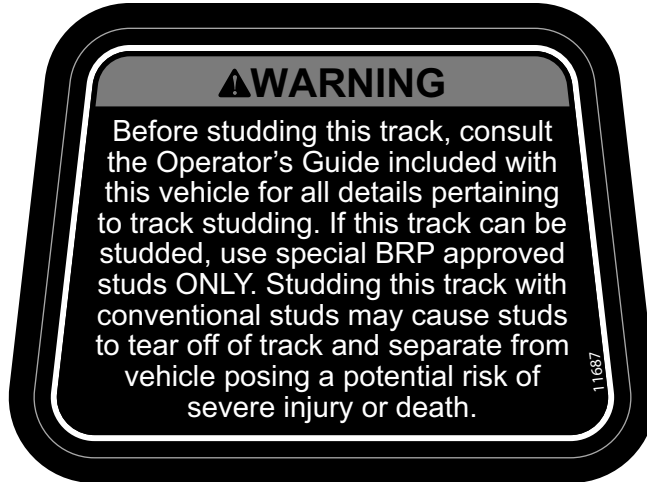 ⚠WARNING
Before studding this track, consult
the Operator’s Guide included with
this vehicle for all details pertaining
to track studding. If this track can be
studded, use special BRP approved
studs ONLY. Studding this track with
conventional studs may cause studs
to tear off of track and separate from
vehicle posing a potential risk of
severe injury or death.
11687